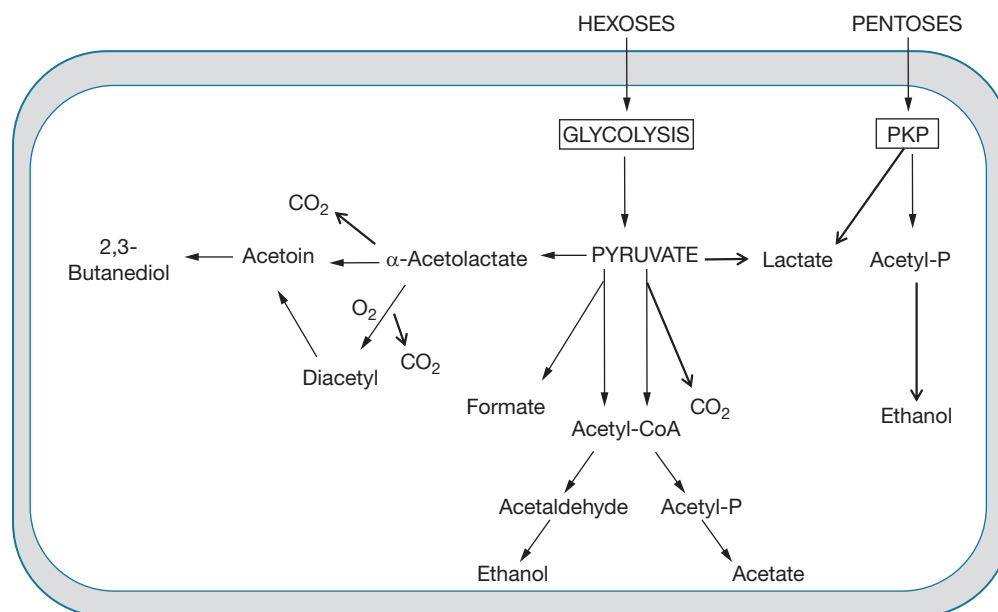 HEXOSES
PENTOSES
GLYCOLYSIS
PKP
CO₂
2,3-
Butanediol
Acetoin
α-Acetolactate
PYRUVATE
Lactate
Acetyl-P
O₂
CO₂
Diacetyl
Formate
CO₂
Ethanol
Acetyl-CoA
Acetaldehyde
Acetyl-P
Ethanol
Acetate